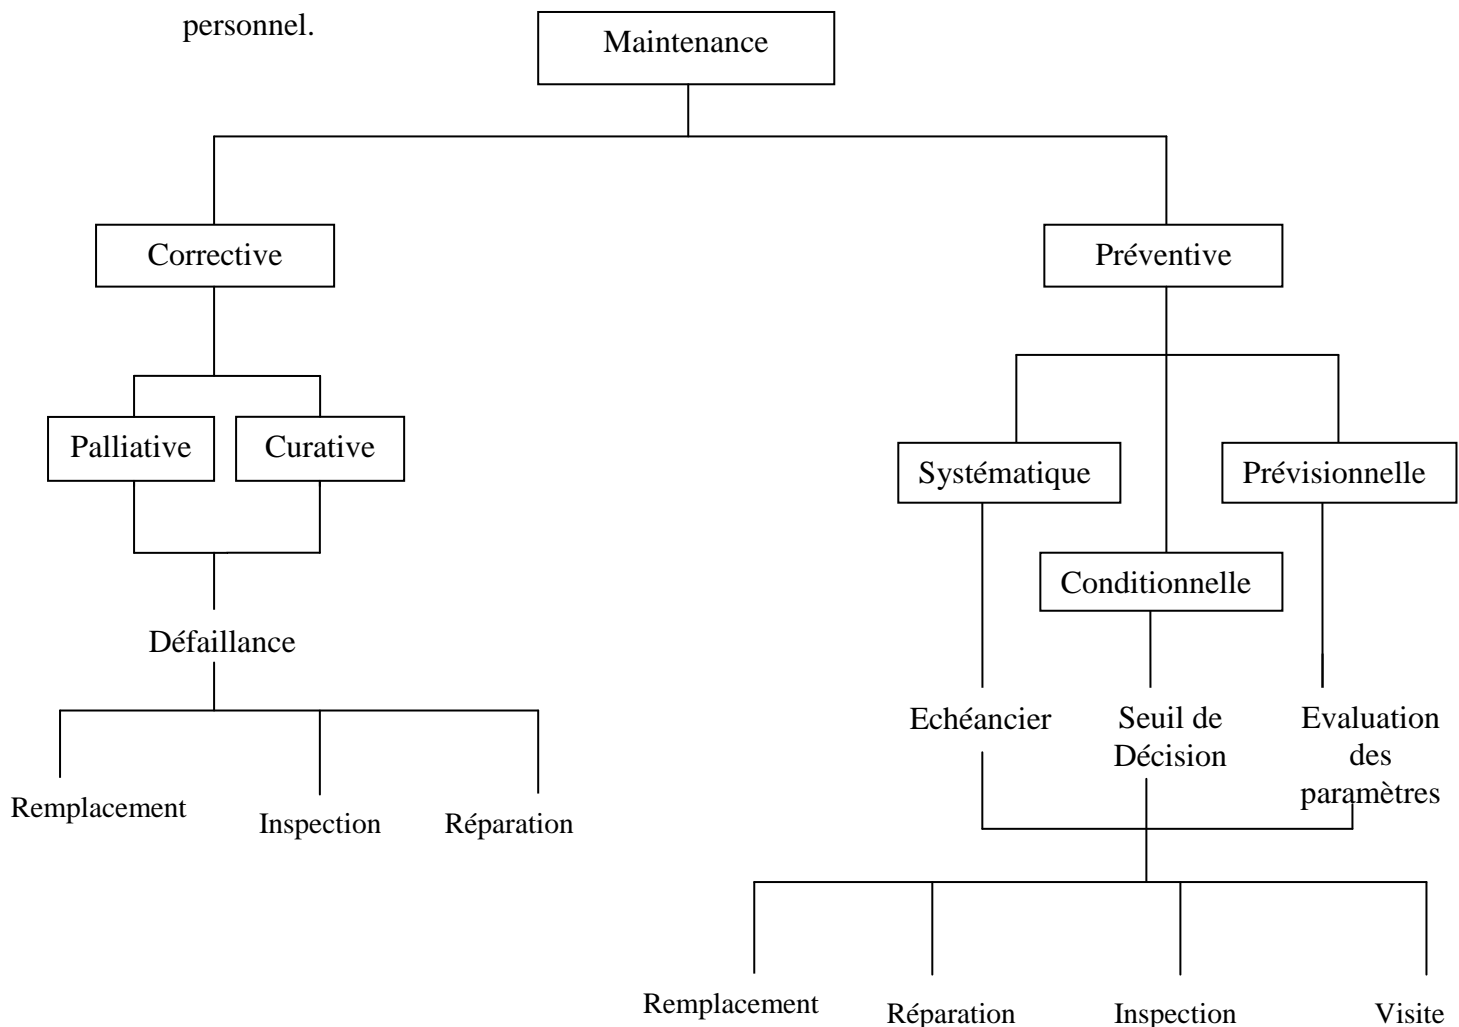 personnel.
Maintenance
Corrective
Préventive
Palliative
Curative
Systématique
Prévisionnelle
Conditionnelle
Défaillance
Echéancier
Seuil de
Décision
Evaluation
des
paramètres
Remplacement
Inspection
Réparation
Remplacement
Réparation
Inspection
Visite